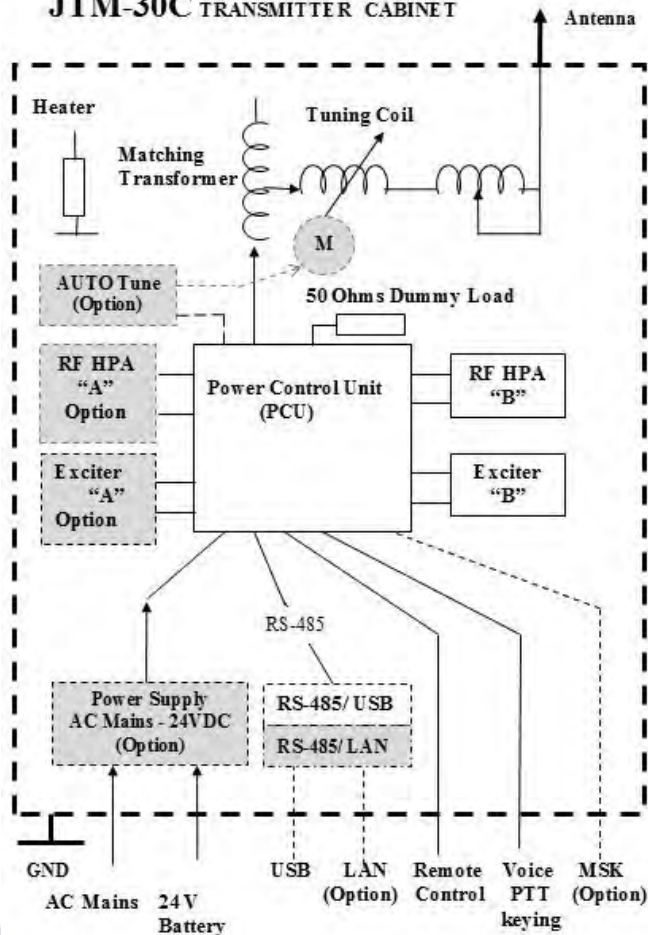 JTM-30C TRANSMITTER CABINET
Antenna
Heater
Tuning Coil
Matching
Transformer
M
AUTO Tune
(Option)
50 Ohms Dummy Load
RF HPA
“A”
Option
Power Control Unit
(PCU)
RF HPA
“B”
Exciter
“A”
Option
Exciter
“B”
RS-485
Power Supply
AC Mains - 24VDC
(Option)
RS-485/ USB
RS-485/ LAN
GND
AC Mains
24V
Battery
USB
LAN
(Option)
Remote
Control
Voice
PTT
keying
MSK
(Option)